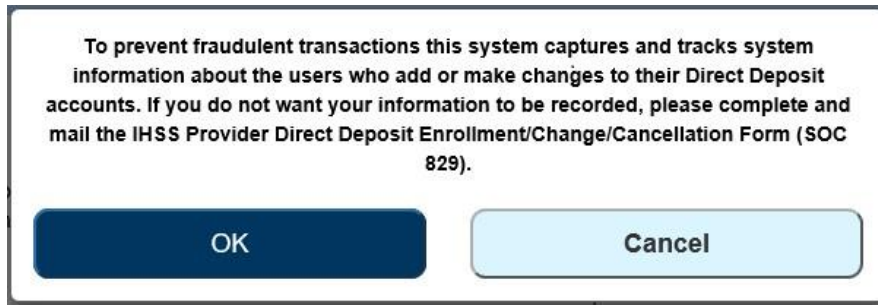 To prevent fraudulent transactions this system captures and tracks system
information about the users who add or make changes to their Direct Deposit
accounts. If you do not want your information to be recorded, please complete and
mail the IHSS Provider Direct Deposit Enrollment/Change/Cancellation Form (SOC
829).
OK
Cancel